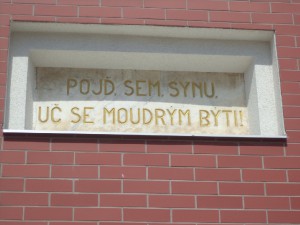 POJĎ, SEM, SYNU,
UČ SE MOUDRÝM BÝTI!